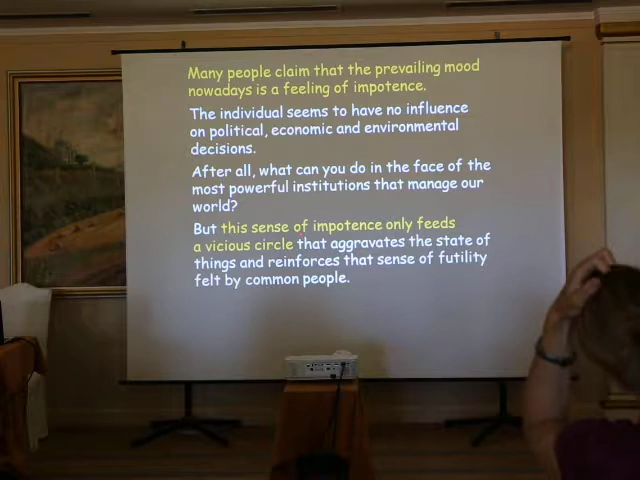 Many people claim that the prevailing mood
nowadays is a feeling of impotence.
The individual seems to have no influence
on political, economic and environmental
decisions.
After all, what can you do in the face of the
most powerful institutions that manage our
world?
But this sense of impotence only feeds
a vicious circle that aggravates the state of
things and reinforces that sense of futility
felt by common people.